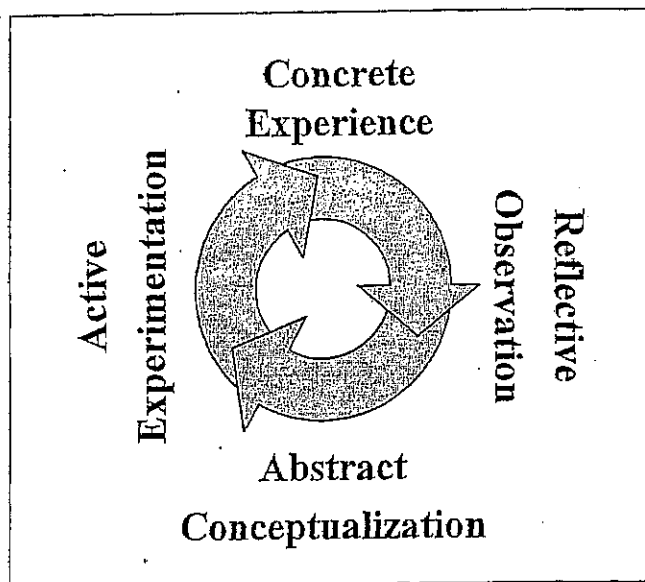 Concrete
Experience
Reflective
Observation
Abstract
Conceptualization
Active
Experimentation